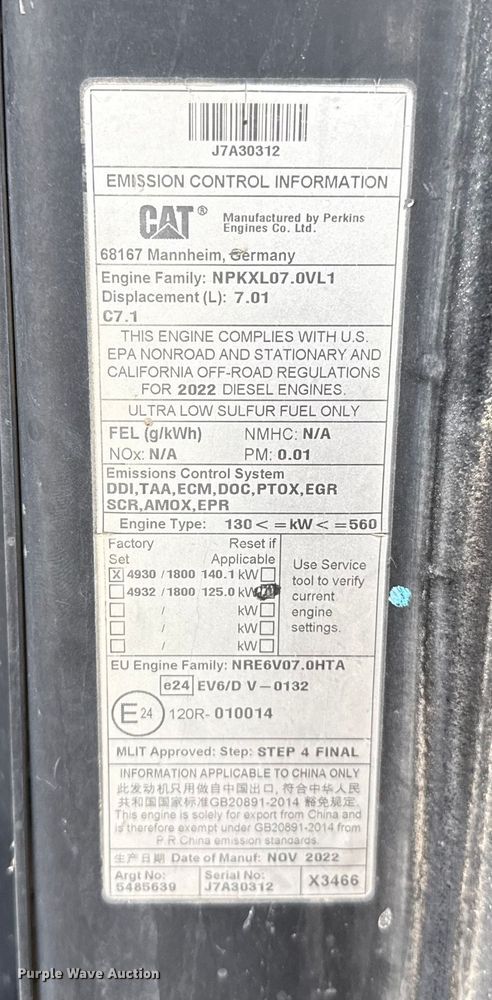 J7A30312
EMISSION CONTROL INFORMATION
CAT® Manufactured by Perkins
Engines Co. Ltd.
68167 Mannheim, Germany
Engine Family: NPKXL07.0VL1
Displacement (L): 7.01
C7.1
THIS ENGINE COMPLIES WITH U.S.
EPA NONROAD AND STATIONARY AND
CALIFORNIA OFF-ROAD REGULATIONS
FOR 2022 DIESEL ENGINES.
ULTRA LOW SULFUR FUEL ONLY
FEL (g/kWh) NMHC: N/A
NOx: N/A PM: 0.01
Emissions Control System
DDI,TAA,ECM,DOC,PTOX,EGR
SCR,AMOX,EPR
Engine Type: 130 < =kW < =560
Factory Reset if
Set Applicable
X 4930 /1800 140.1 kW
4932 /1800 125.0 kW
/ kW
/ kW
/ kW
Use Service
tool to verify
current
engine
settings.
EU Engine Family: NRE6V07.0HTA
e24 EV6/D V-0132
E24 120R- 010014
MLIT Approved: Step: STEP 4 FINAL
INFORMATION APPLICABLE TO CHINA ONLY
此发动机只用做自中国出口, 符合中华人民
共和国国家标准GB20891-2014 豁免规定.
This engine is solely for export from China and
is therefore exempt under GB20891-2014 from
P.R.China emission standards.
生产日期 Date of Manuf: NOV 2022
Argt No: Serial No:
5485639 J7A30312 X3466
Purple Wave Auction